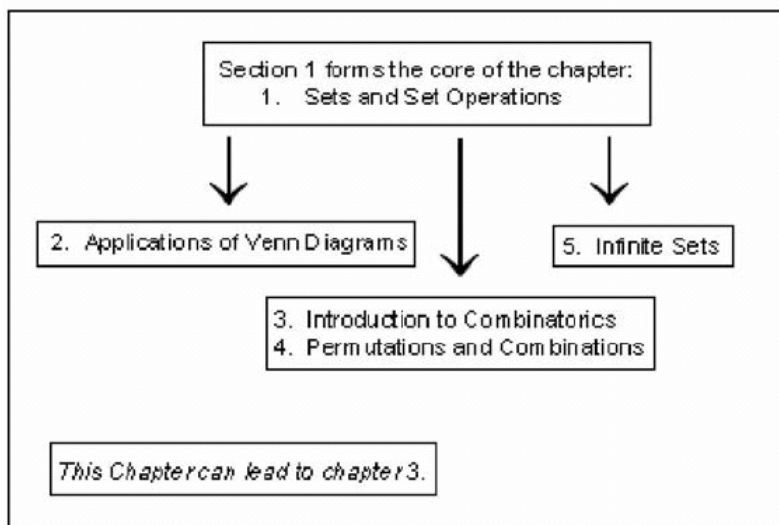 Section 1 forms the core of the chapter:
1. Sets and Set Operations
2. Applications of Venn Diagrams
5. Infinite Sets
3. Introduction to Combinatorics
4. Permutations and Combinations
This Chapter can lead to chapter 3.